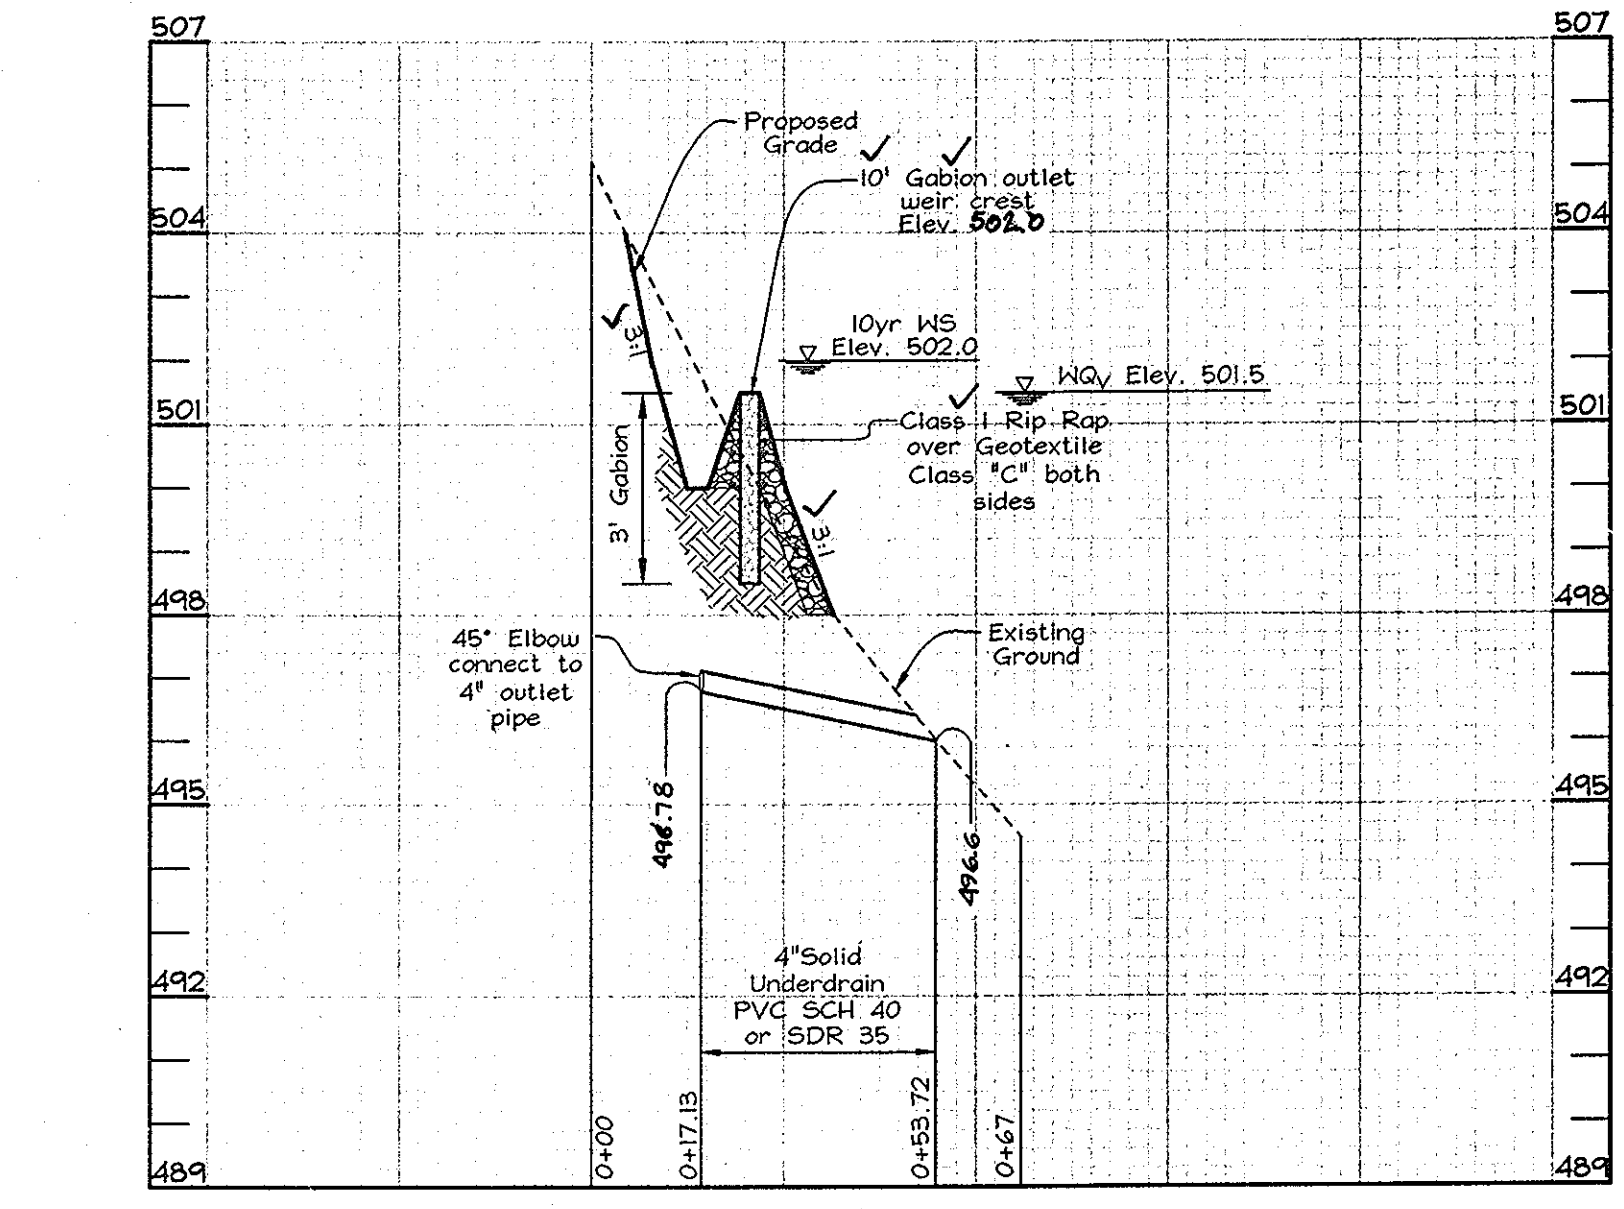 507
507
Proposed
Grade
10' Gabion outlet
weir crest
Elev. 502.0
504
504
3:1
10yr WS
Elev. 502.0
WQv Elev. 501.5
501
501
Class 1 Rip Rap
over Geotextile
Class "C" both
sides
3' Gabion
3:1
498
498
45° Elbow
connect to
4" outlet
pipe
Existing
Ground
495
495
496.78
496.6
4" Solid
Underdrain
PVC SCH 40
or SDR 35
492
492
0+00
0+17.13
0+53.72
0+67
489
489